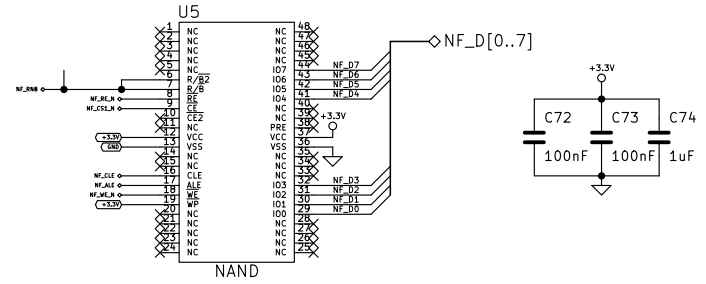 U5
1 NC NC 48
2 NC NC 47
3 NC NC 46
4 NC NC 45
5 NC IO7 44 NF_D7
6 R/B2 IO6 43 NF_D6
NF_RNB 7 R/B IO5 42 NF_D5
NF_RE_N 8 RE IO4 41 NF_D4
NF_CS1_N 9 CE NC 40
10 CE2 NC 39
11 NC PRE 38
+3.3V 12 VCC VCC 37
GND 13 VSS VSS 36
14 NC NC 35
15 NC NC 34
NF_CLE 16 CLE NC 33
NF_ALE 17 ALE IO3 32 NF_D3
NF_WE_N 18 WE IO2 31 NF_D2
+3.3V 19 WP IO1 30 NF_D1
20 NC IO0 29 NF_D0
21 NC NC 28
22 NC NC 27
23 NC NC 26
24 NC NC 25
NAND
+3.3V
NF_D[0..7]
+3.3V
C72 C73 C74
100nF 100nF 1uF